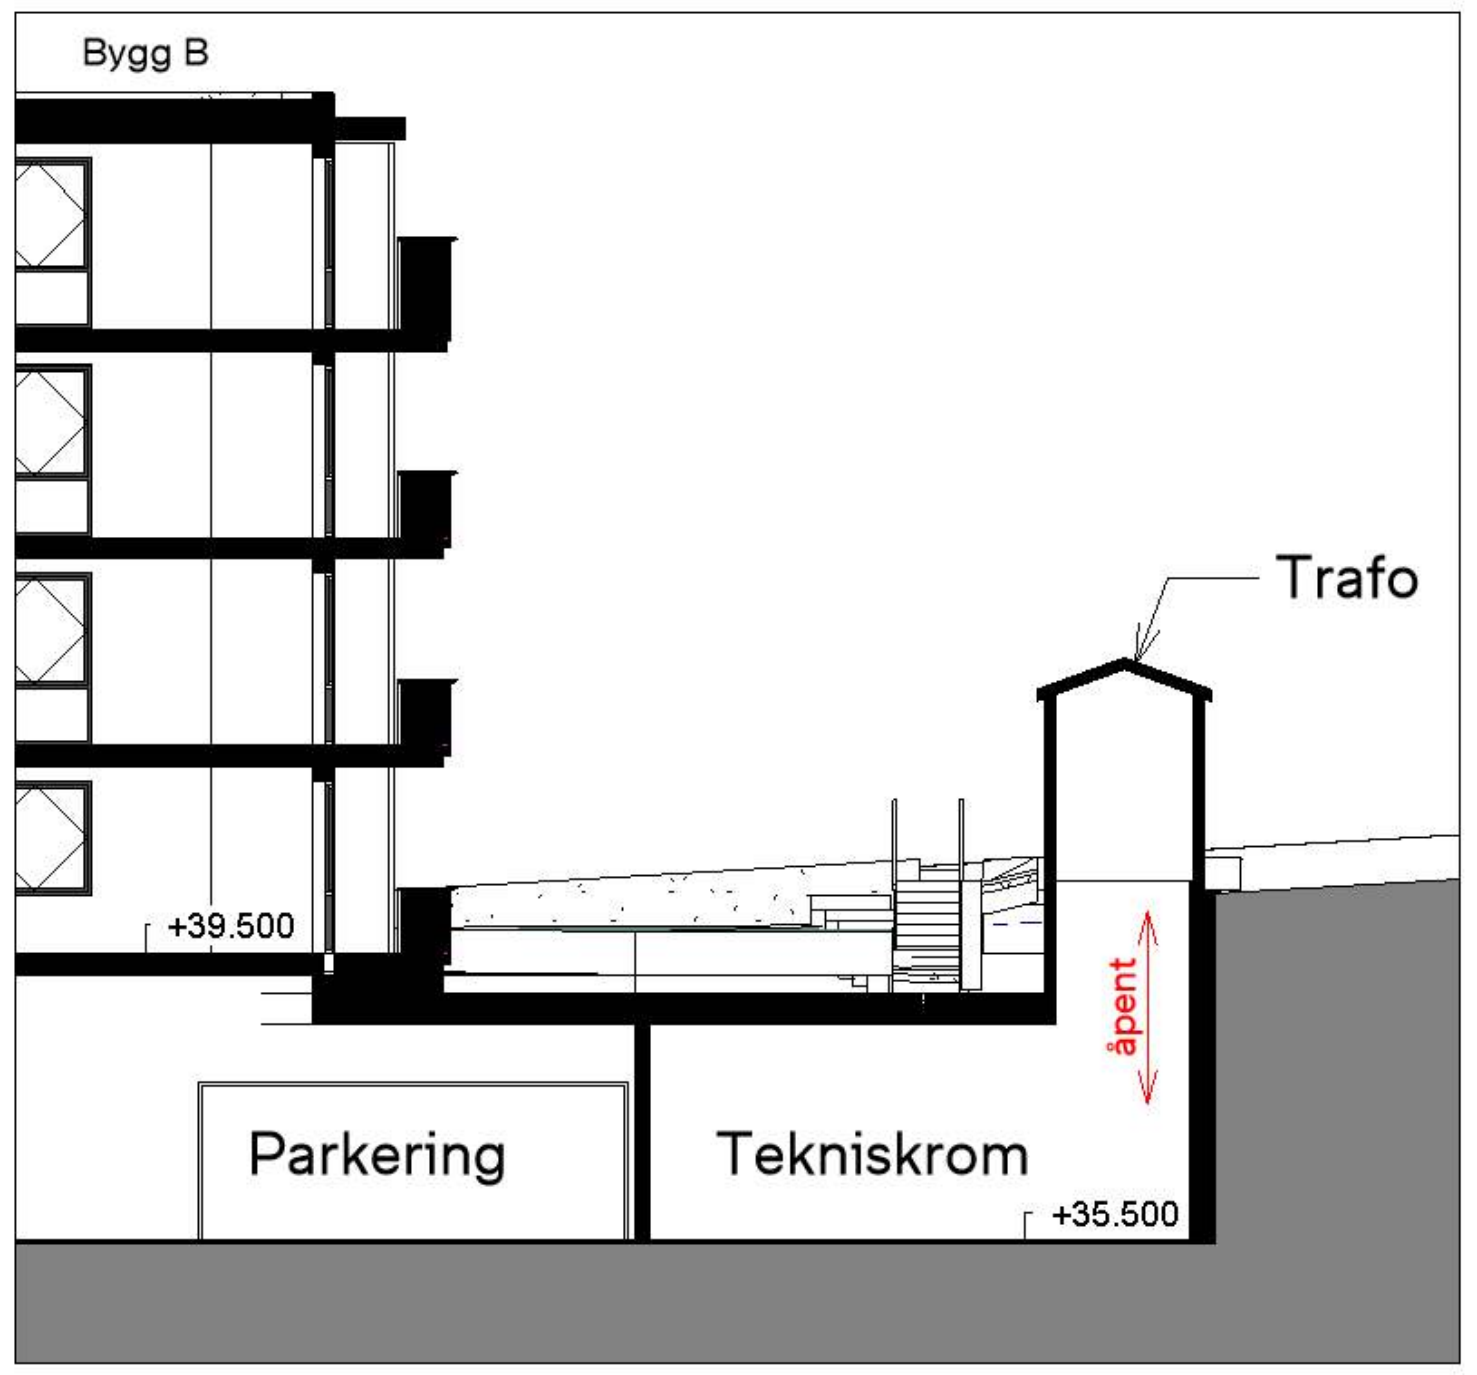 Bygg B
Trafo
+39.500
åpent
Parkering
Tekniskrom
+35.500